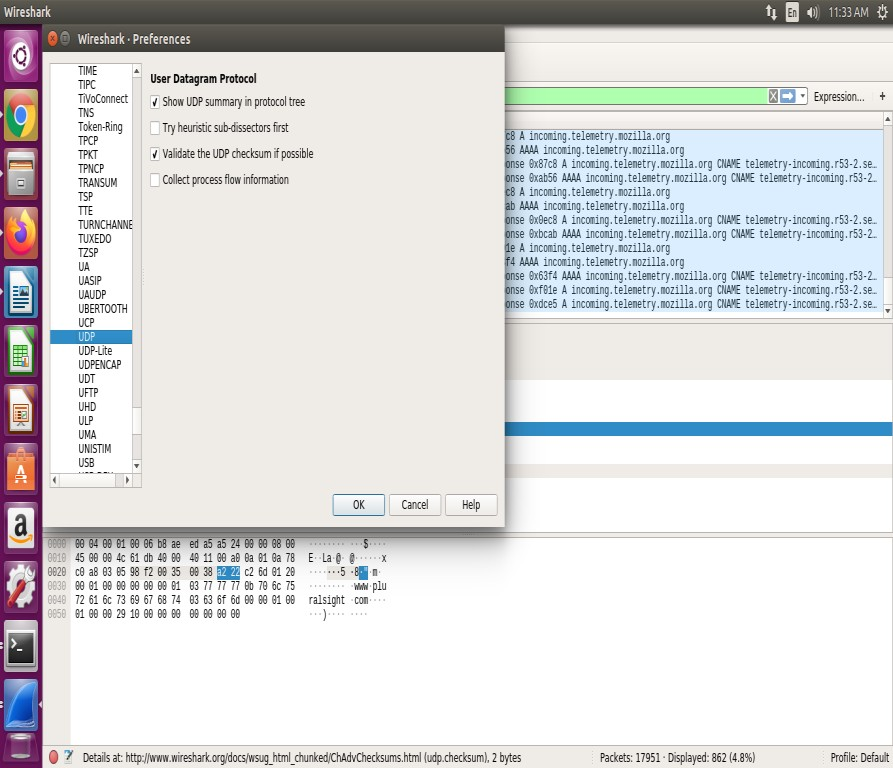 Wireshark
En
11:33 AM
Wireshark · Preferences
TIME
TIPC
TiVoConnect
TNS
Token-Ring
TPCP
TPKT
TPNCP
TRANSUM
TSP
TTE
TURNCHANNE
TUXEDO
TZSP
UA
UASIP
UAUDP
UBERTOOTH
UCP
UDP
UDP-Lite
UDPENCAP
UDT
UFTP
UHD
ULP
UMA
UNISTIM
USB
User Datagram Protocol
Show UDP summary in protocol tree
Try heuristic sub-dissectors first
Validate the UDP checksum if possible
Collect process flow information
OK
Cancel
Help
X
Expression...
+
c8 A incoming.telemetry.mozilla.org
56 AAAA incoming.telemetry.mozilla.org
onse 0x87c8 A incoming.telemetry.mozilla.org CNAME telemetry-incoming.r53-2.se…
onse 0xab56 AAAA incoming.telemetry.mozilla.org CNAME telemetry-incoming.r53-2…
ec8 A incoming.telemetry.mozilla.org
ab AAAA incoming.telemetry.mozilla.org
onse 0x0ec8 A incoming.telemetry.mozilla.org CNAME telemetry-incoming.r53-2.se…
onse 0xbcab AAAA incoming.telemetry.mozilla.org CNAME telemetry-incoming.r53-2…
1e A incoming.telemetry.mozilla.org
f4 AAAA incoming.telemetry.mozilla.org
onse 0x63f4 AAAA incoming.telemetry.mozilla.org CNAME telemetry-incoming.r53-2…
onse 0xf01e A incoming.telemetry.mozilla.org CNAME telemetry-incoming.r53-2.se…
onse 0xdce5 A incoming.telemetry.mozilla.org CNAME telemetry-incoming.r53-2.se…
0000 00 04 00 01 00 06 b8 ae ed a5 a5 24 00 00 08 00 ········ ···$····
0010 45 00 00 4c 61 db 40 00 40 11 00 a0 0a 01 0a 78 E··La·@· @······x
0020 c0 a8 03 05 98 f2 00 35 00 38 a2 22 c2 6d 01 20 ·······5 ·8·"·m·
0030 00 01 00 00 00 00 00 01 03 77 77 77 0b 70 6c 75 ········ ·www·plu
0040 72 61 6c 73 69 67 68 74 03 63 6f 6d 00 00 01 00 ralsight ·com····
0050 01 00 00 29 10 00 00 00 00 00 00 00 ···)···· ····
Details at: http://www.wireshark.org/docs/wsug_html_chunked/ChAdvChecksums.html (udp.checksum), 2 bytes
Packets: 17951 · Displayed: 862 (4.8%)
Profile: Default